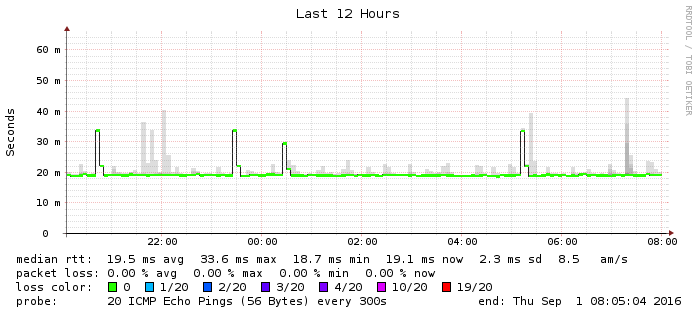 Last 12 Hours
RRDTOOL / TOBI OETIKER
Seconds
60 m
50 m
40 m
30 m
20 m
10 m
0
22:00 00:00 02:00 04:00 06:00 08:00
median rtt: 19.5 ms avg 33.6 ms max 18.7 ms min 19.1 ms now 2.3 ms sd 8.5 am/s
packet loss: 0.00 % avg 0.00 % max 0.00 % min 0.00 % now
loss color: 0 1/20 2/20 3/20 4/20 10/20 19/20
probe: 20 ICMP Echo Pings (56 Bytes) every 300s end: Thu Sep 1 08:05:04 2016